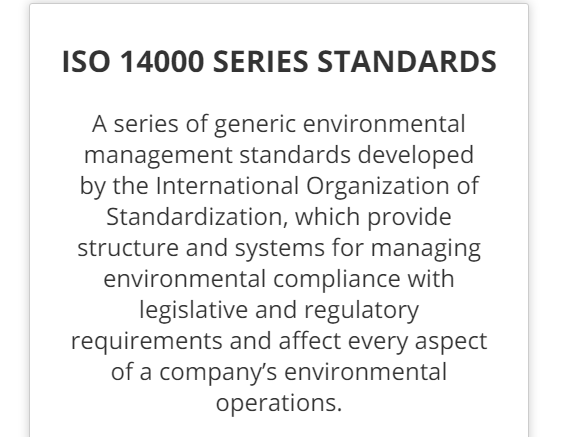 ISO 14000 SERIES STANDARDS
A series of generic environmental
management standards developed
by the International Organization of
Standardization, which provide
structure and systems for managing
environmental compliance with
legislative and regulatory
requirements and affect every aspect
of a company’s environmental
operations.